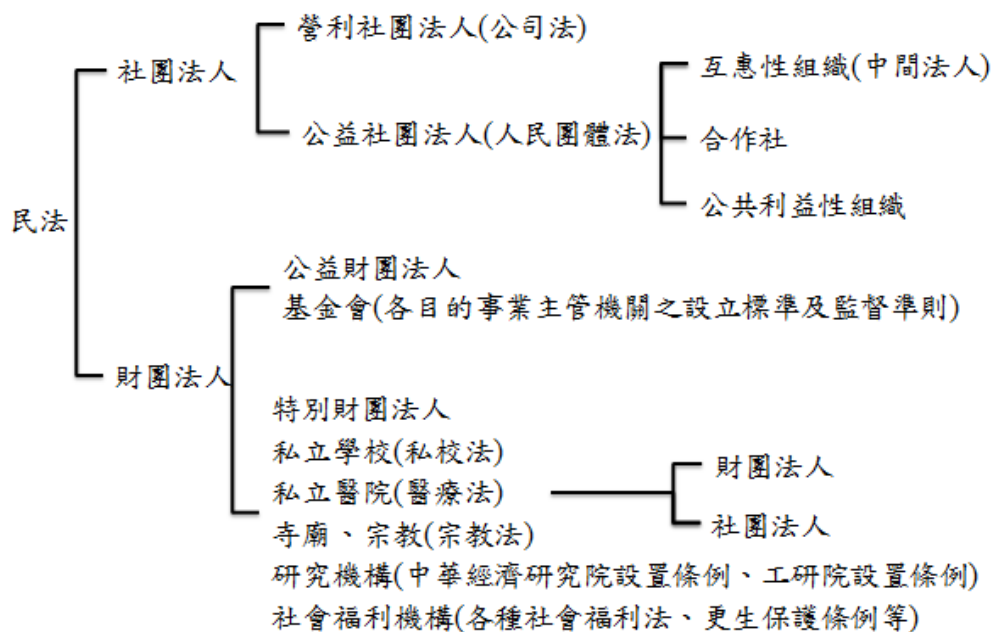 營利社團法人(公司法)
社團法人
互惠性組織(中間法人)
公益社團法人(人民團體法)
合作社
公共利益性組織
民法
公益財團法人
基金會(各目的事業主管機關之設立標準及監督準則)
財團法人
特別財團法人
私立學校(私校法)
財團法人
私立醫院(醫療法)
社團法人
寺廟、宗教(宗教法)
研究機構(中華經濟研究院設置條例、工研院設置條例)
社會福利機構(各種社會福利法、更生保護條例等)